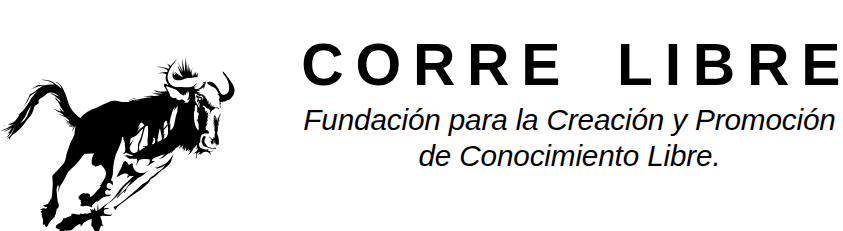 CORRE LIBRE
Fundación para la Creación y Promoción
de Conocimiento Libre.